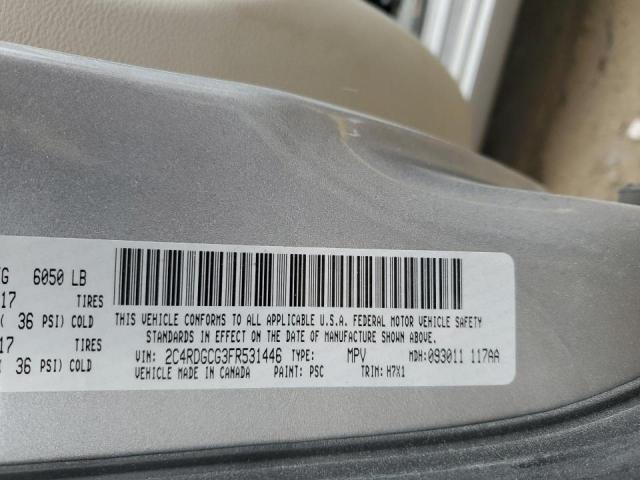 6050 LB
17 TIRES
( 36 PSI) COLD
17 TIRES
36 PSI) COLD
THIS VEHICLE CONFORMS TO ALL APPLICABLE U.S.A. FEDERAL MOTOR VEHICLE SAFETY
STANDARDS IN EFFECT ON THE DATE OF MANUFACTURE SHOWN ABOVE.
VIN: 2C4RDGCG3FR531446 TYPE: MPV MDH: 093011 117AA
VEHICLE MADE IN CANADA PAINT: PSC TRIM: H7X1